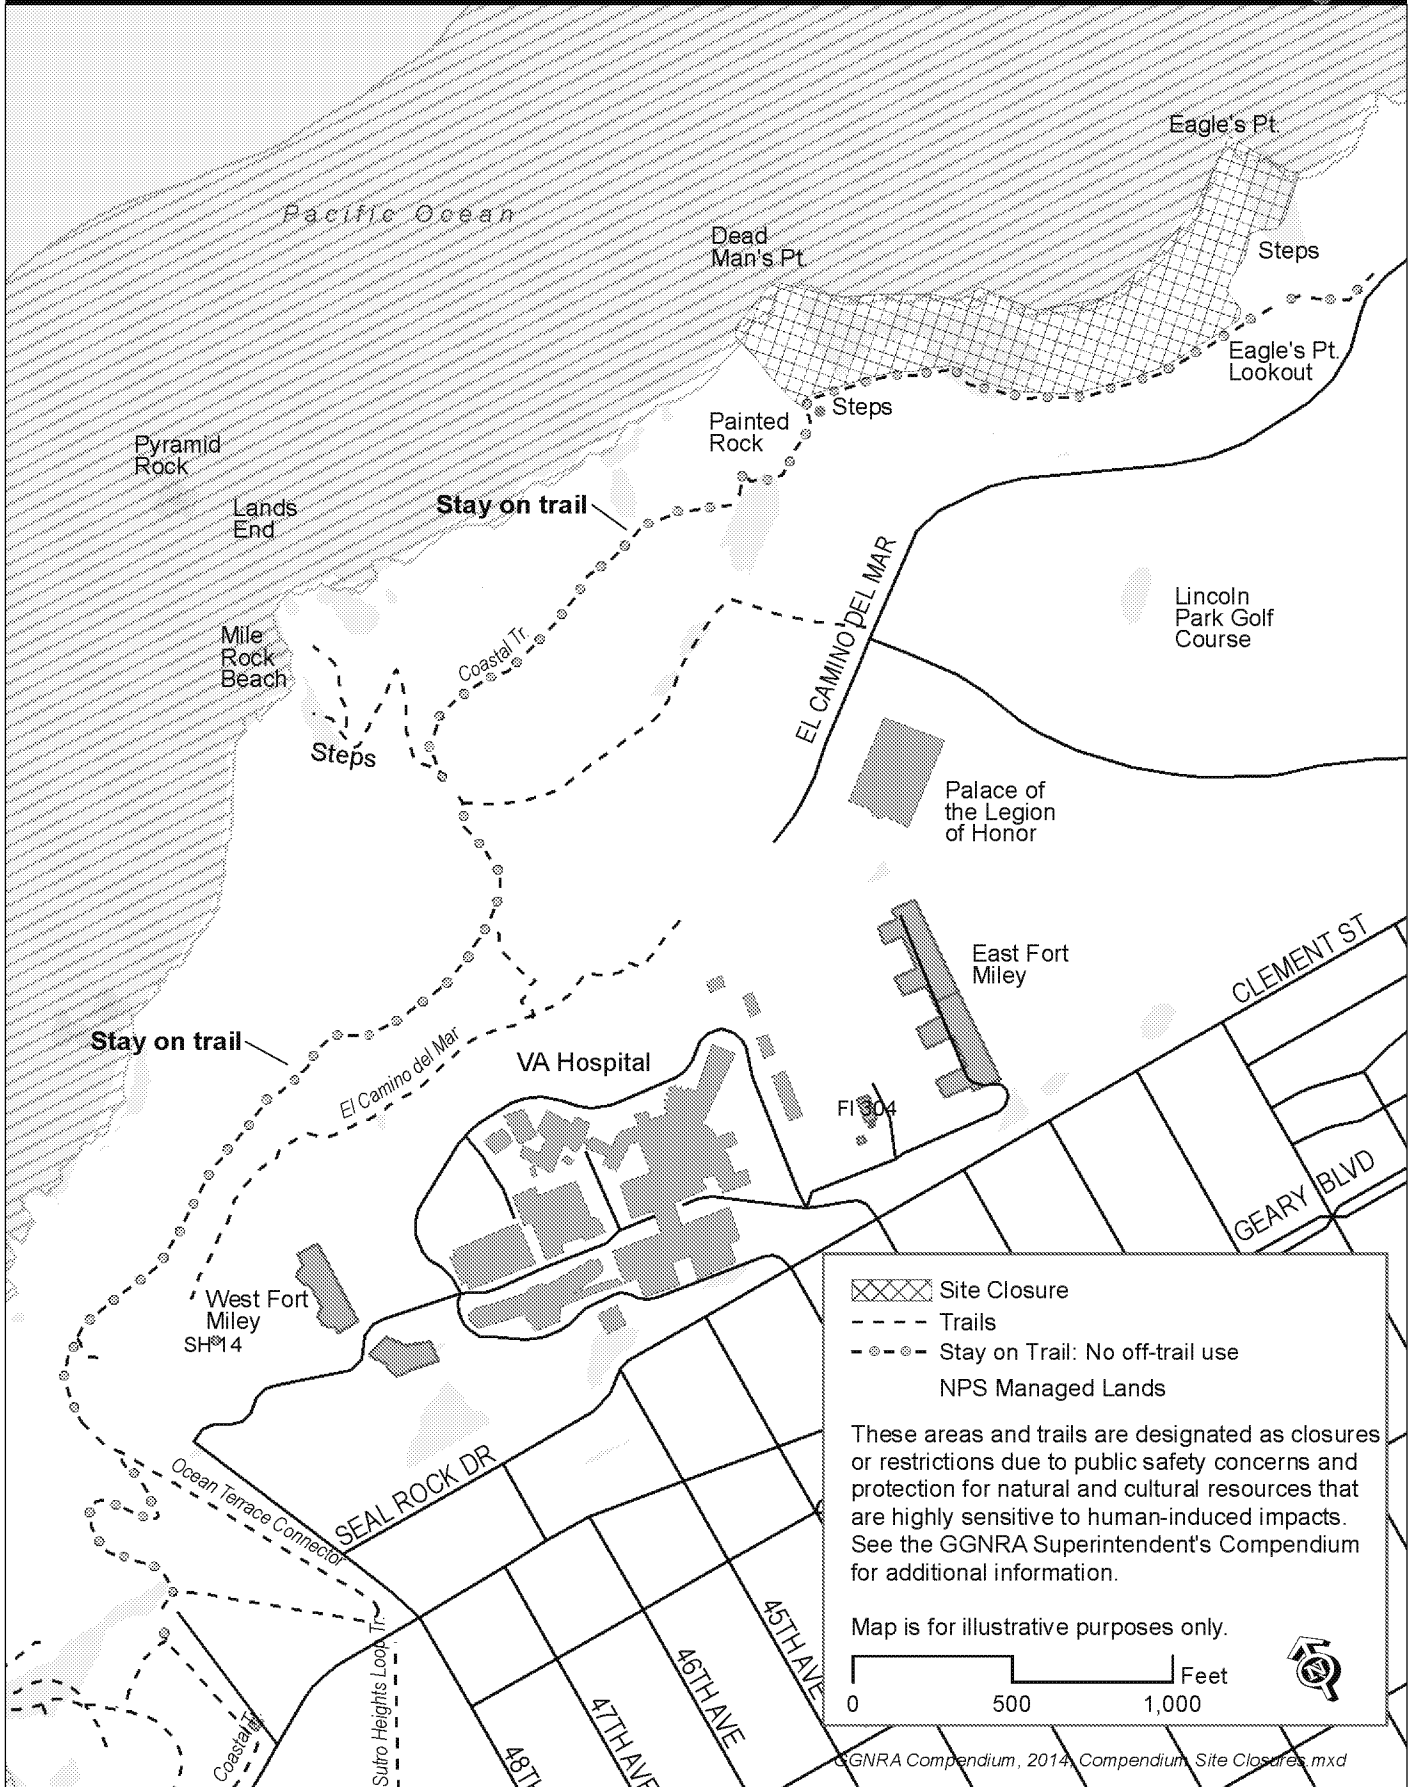 Eagle's Pt.
Pacific Ocean
Dead
Man's Pt.
Steps
Eagle's Pt.
Lookout
Steps
Painted
Rock
Pyramid
Rock
Stay on trail
Lands
End
EL CAMINO DEL MAR
Lincoln
Park Golf
Course
Mile
Rock
Beach
Coastal Tr.
Steps
Palace of
the Legion
of Honor
East Fort
Miley
CLEMENT ST
Stay on trail
El Camino del Mar
VA Hospital
FI 304
GEARY BLVD
West Fort
Miley
SH 14
Ocean Terrace Connector
SEAL ROCK DR
Sutro Heights Loop Tr.
Coastal Tr.
48TH
47TH AVE
46TH AVE
45TH AVE
Site Closure
Trails
Stay on Trail: No off-trail use
NPS Managed Lands
These areas and trails are designated as closures
or restrictions due to public safety concerns and
protection for natural and cultural resources that
are highly sensitive to human-induced impacts.
See the GGNRA Superintendent's Compendium
for additional information.
Map is for illustrative purposes only.
Feet
0 500 1,000
N
GGNRA Compendium, 2014, Compendium Site Closures.mxd